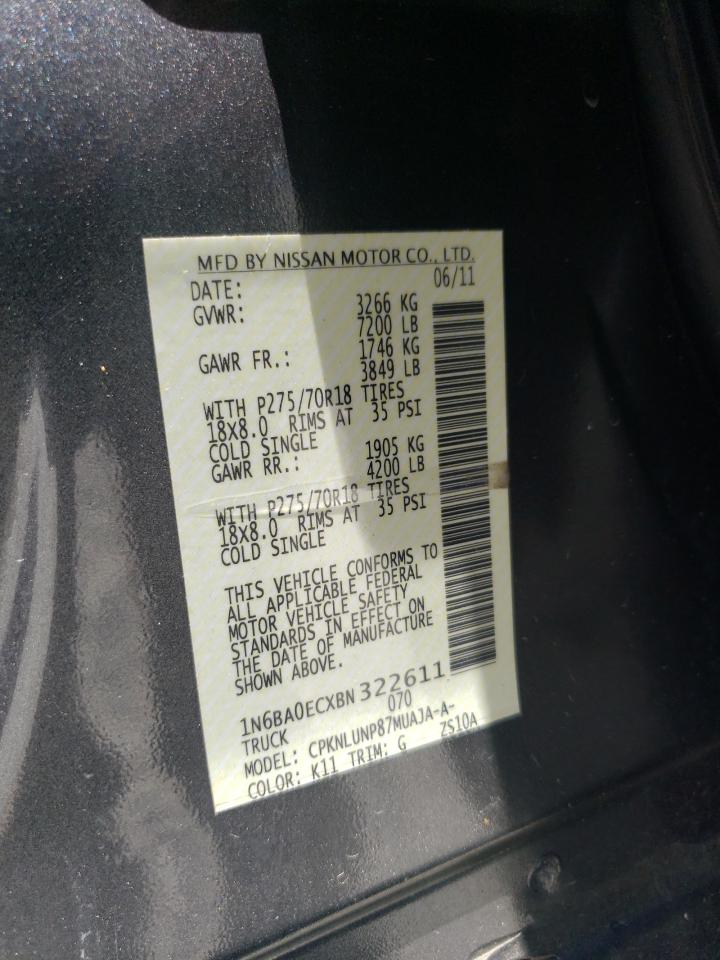 MFD BY NISSAN MOTOR CO., LTD.
DATE: 06/11
GVWR: 3266 KG
7200 LB
GAWR FR.: 1746 KG
3849 LB
WITH P275/70R18 TIRES
18X8.0 RIMS AT 35 PSI
COLD SINGLE
GAWR RR.: 1905 KG
4200 LB
WITH P275/70R18 TIRES
18X8.0 RIMS AT 35 PSI
COLD SINGLE
THIS VEHICLE CONFORMS TO
ALL APPLICABLE FEDERAL
MOTOR VEHICLE SAFETY
STANDARDS IN EFFECT ON
THE DATE OF MANUFACTURE
SHOWN ABOVE.
1N6BA0ECXBN322611
TRUCK 070
MODEL: CPKNLUNP87MUAJA-A-
COLOR: K11 TRIM: G ZS10A